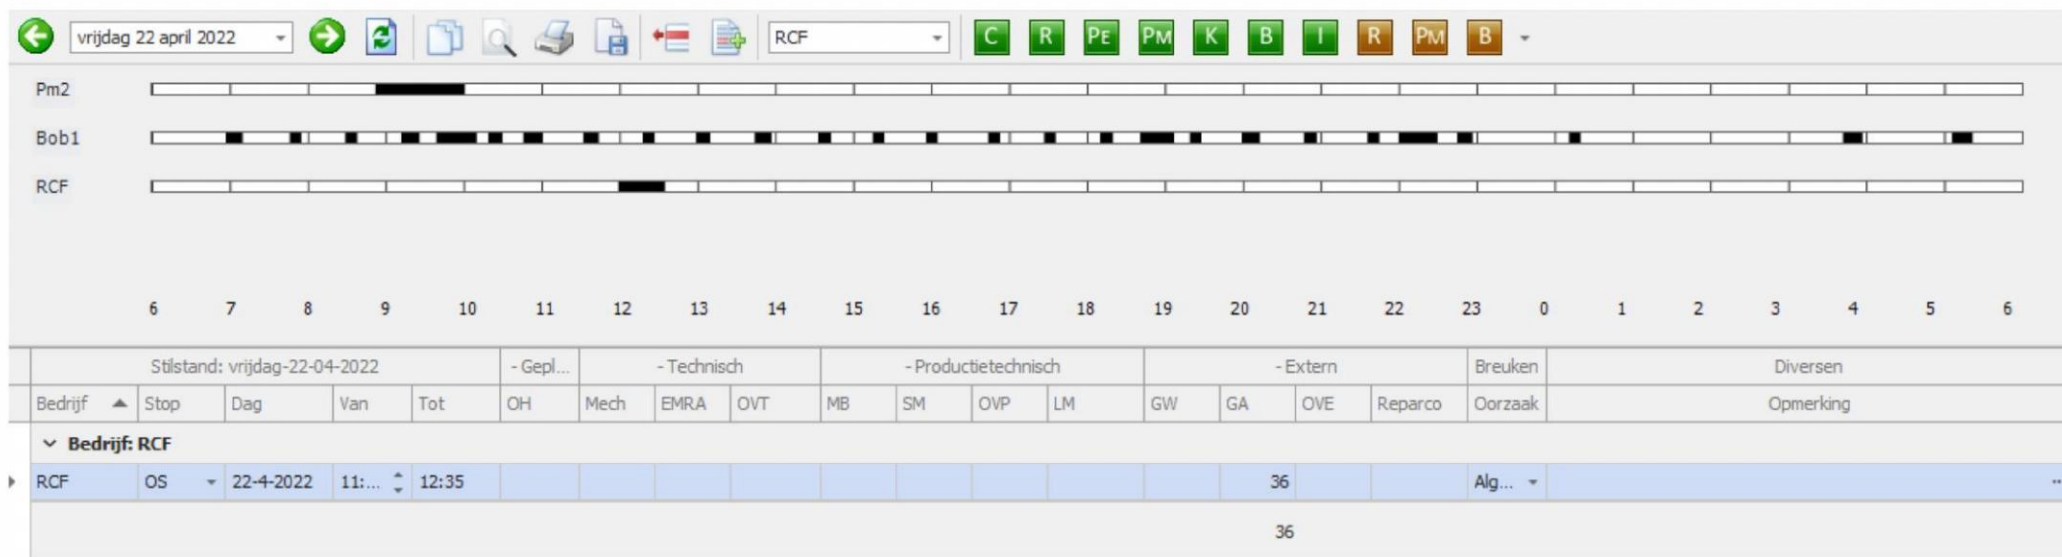 vrijdag 22 april 2022 RCF C R PE PM K B I R PM B
Pm2
Bob1
RCF
6 7 8 9 10 11 12 13 14 15 16 17 18 19 20 21 22 23 0 1 2 3 4 5 6
Stilstand: vrijdag-22-04-2022 - Gepl... - Technisch - Productietechnisch - Extern Breuken Diversen
Bedrijf Stop Dag Van Tot OH Mech EMRA OVT MB SM OVP LM GW GA OVE Reparco Oorzaak Opmerking
Bedrijf: RCF
RCF OS 22-4-2022 11:... 12:35 36 Alg... ...
36